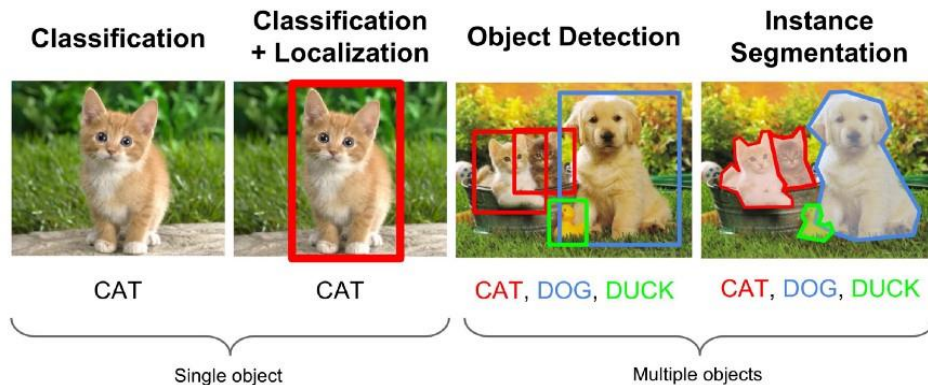 Classification
Classification
+ Localization
Object Detection
Instance
Segmentation
CAT
CAT
CAT, DOG, DUCK
CAT, DOG, DUCK
Single object
Multiple objects